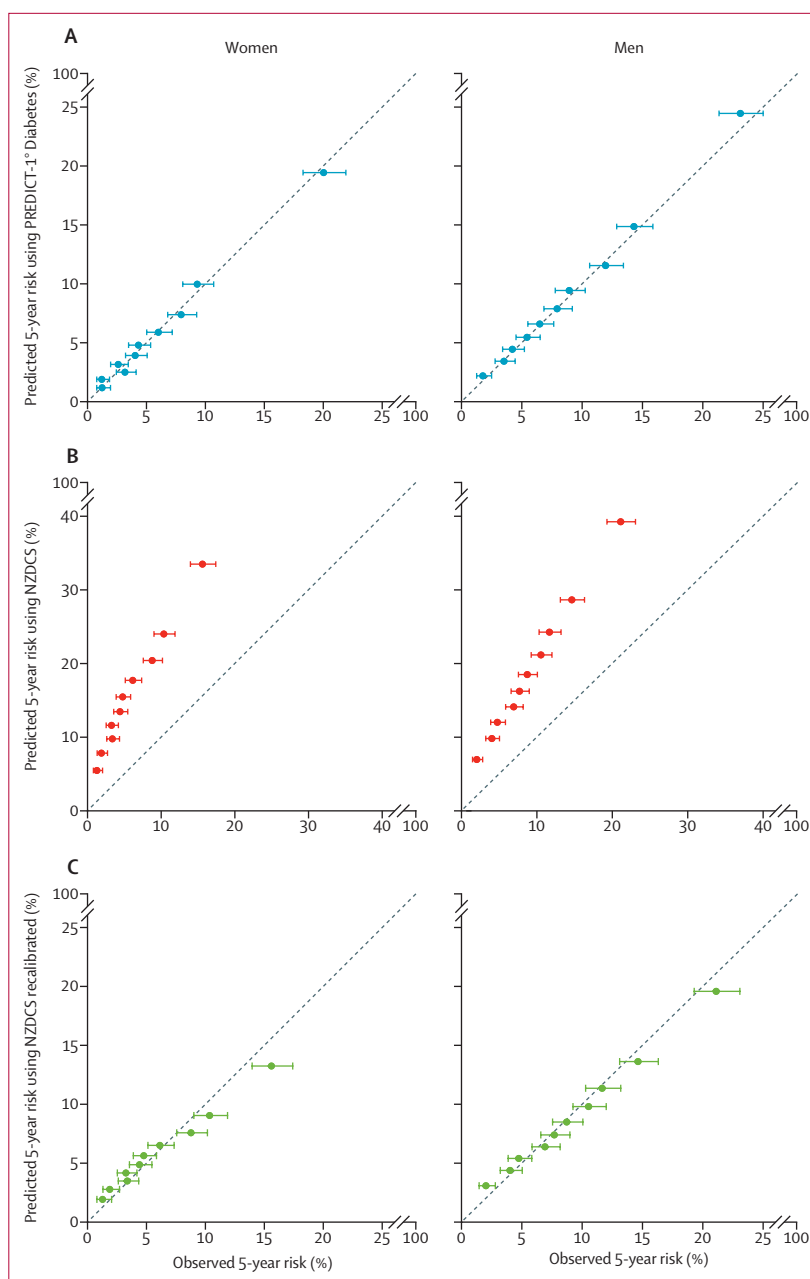 A
Women
Men
Predicted 5-year risk using PREDICT-1° Diabetes (%)
100
25
20
15
10
5
0
0 5 10 15 20 25 100
0 5 10 15 20 25 100
B
Predicted 5-year risk using NZDCS (%)
100
40
30
20
10
0
0 10 20 30 40 100
0 10 20 30 40 100
C
Predicted 5-year risk using NZDCS recalibrated (%)
100
25
20
15
10
5
0
0 5 10 15 20 25 100
0 5 10 15 20 25 100
Observed 5-year risk (%)
Observed 5-year risk (%)